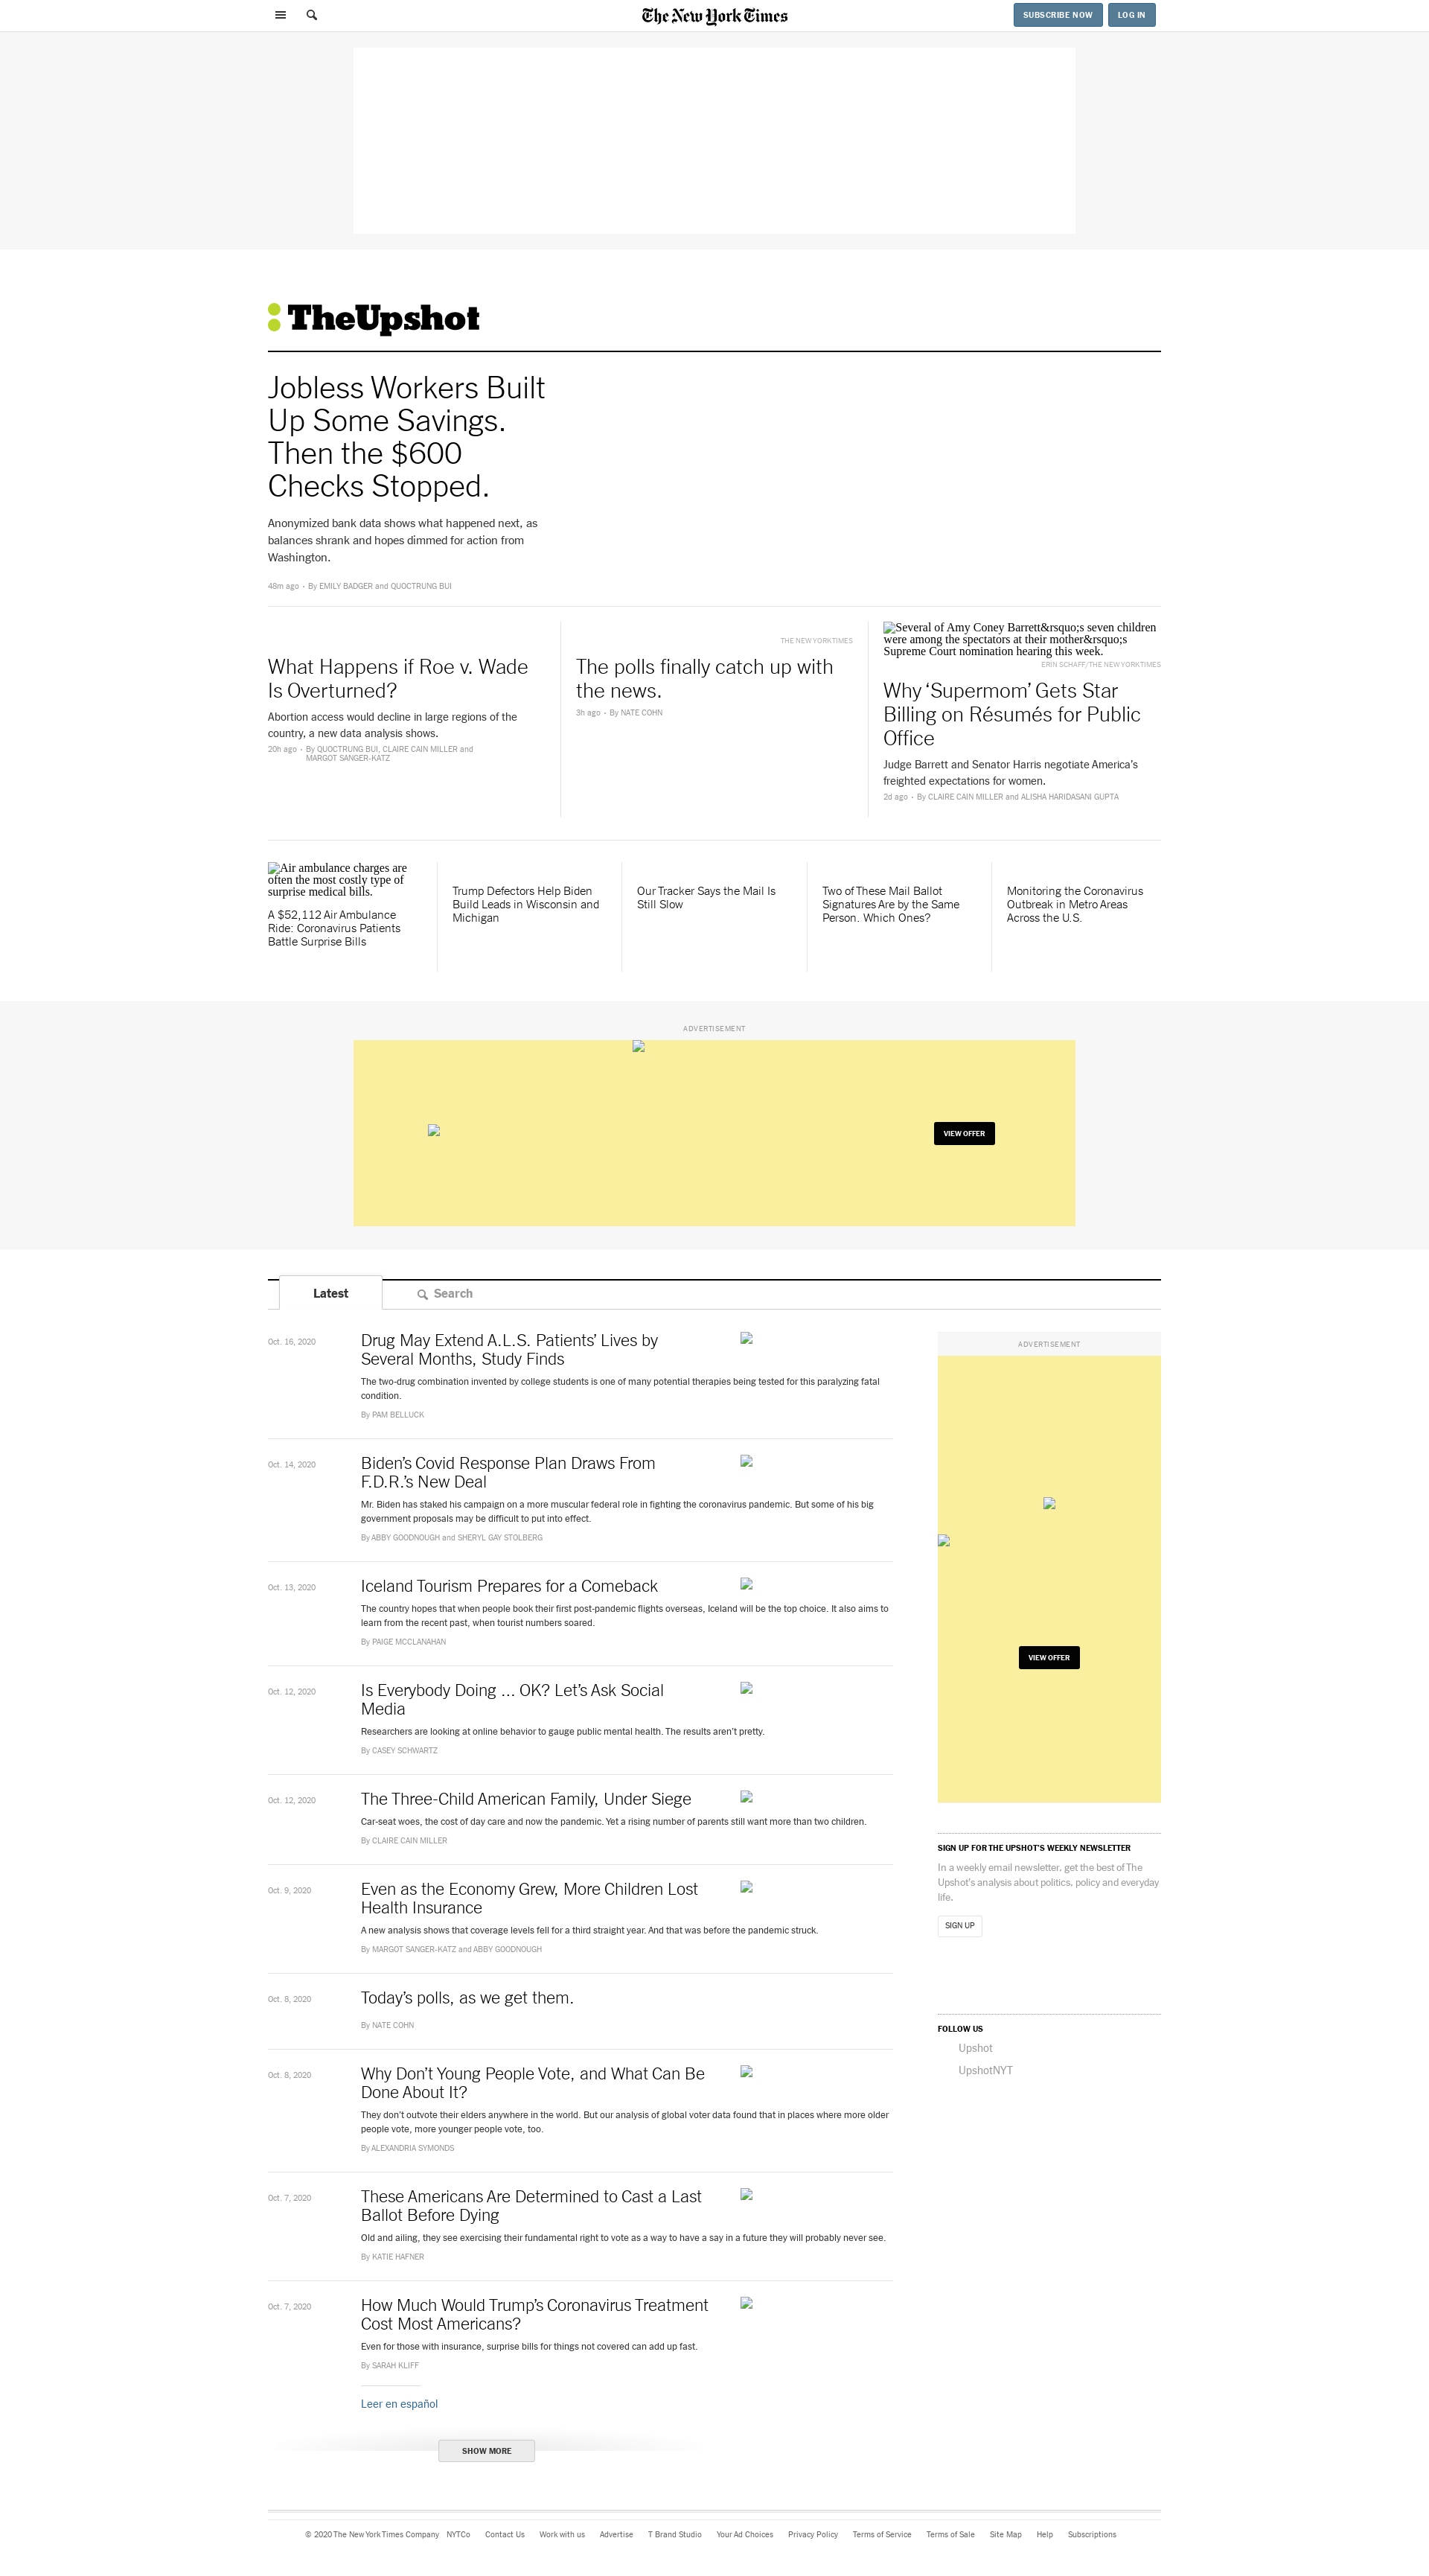 The New York Times
SUBSCRIBE NOW
LOG IN
TheUpshot
Jobless Workers Built
Up Some Savings.
Then the $600
Checks Stopped.
Anonymized bank data shows what happened next, as
balances shrank and hopes dimmed for action from
Washington.
48m ago • By EMILY BADGER and QUOCTRUNG BUI
What Happens if Roe v. Wade
Is Overturned?
Abortion access would decline in large regions of the
country, a new data analysis shows.
20h ago • By QUOCTRUNG BUI, CLAIRE CAIN MILLER and
MARGOT SANGER-KATZ
THE NEW YORK TIMES
The polls finally catch up with
the news.
3h ago • By NATE COHN
Several of Amy Coney Barrett&rsquo;s seven children
were among the spectators at their mother&rsquo;s
Supreme Court nomination hearing this week.
ERIN SCHAFF/THE NEW YORK TIMES
Why ‘Supermom’ Gets Star
Billing on Résumés for Public
Office
Judge Barrett and Senator Harris negotiate America’s
freighted expectations for women.
2d ago • By CLAIRE CAIN MILLER and ALISHA HARIDASANI GUPTA
Air ambulance charges are
often the most costly type of
surprise medical bills.
A $52,112 Air Ambulance
Ride: Coronavirus Patients
Battle Surprise Bills
Trump Defectors Help Biden
Build Leads in Wisconsin and
Michigan
Our Tracker Says the Mail Is
Still Slow
Two of These Mail Ballot
Signatures Are by the Same
Person. Which Ones?
Monitoring the Coronavirus
Outbreak in Metro Areas
Across the U.S.
ADVERTISEMENT
VIEW OFFER
Latest
Search
Oct. 16, 2020
Drug May Extend A.L.S. Patients’ Lives by
Several Months, Study Finds
The two-drug combination invented by college students is one of many potential therapies being tested for this paralyzing fatal
condition.
By PAM BELLUCK
Oct. 14, 2020
Biden’s Covid Response Plan Draws From
F.D.R.’s New Deal
Mr. Biden has staked his campaign on a more muscular federal role in fighting the coronavirus pandemic. But some of his big
government proposals may be difficult to put into effect.
By ABBY GOODNOUGH and SHERYL GAY STOLBERG
Oct. 13, 2020
Iceland Tourism Prepares for a Comeback
The country hopes that when people book their first post-pandemic flights overseas, Iceland will be the top choice. It also aims to
learn from the recent past, when tourist numbers soared.
By PAIGE MCCLANAHAN
Oct. 12, 2020
Is Everybody Doing ... OK? Let’s Ask Social
Media
Researchers are looking at online behavior to gauge public mental health. The results aren’t pretty.
By CASEY SCHWARTZ
Oct. 12, 2020
The Three-Child American Family, Under Siege
Car-seat woes, the cost of day care and now the pandemic. Yet a rising number of parents still want more than two children.
By CLAIRE CAIN MILLER
Oct. 9, 2020
Even as the Economy Grew, More Children Lost
Health Insurance
A new analysis shows that coverage levels fell for a third straight year. And that was before the pandemic struck.
By MARGOT SANGER-KATZ and ABBY GOODNOUGH
Oct. 8, 2020
Today’s polls, as we get them.
By NATE COHN
Oct. 8, 2020
Why Don’t Young People Vote, and What Can Be
Done About It?
They don’t outvote their elders anywhere in the world. But our analysis of global voter data found that in places where more older
people vote, more younger people vote, too.
By ALEXANDRIA SYMONDS
Oct. 7, 2020
These Americans Are Determined to Cast a Last
Ballot Before Dying
Old and ailing, they see exercising their fundamental right to vote as a way to have a say in a future they will probably never see.
By KATIE HAFNER
Oct. 7, 2020
How Much Would Trump’s Coronavirus Treatment
Cost Most Americans?
Even for those with insurance, surprise bills for things not covered can add up fast.
By SARAH KLIFF
Leer en español
SHOW MORE
ADVERTISEMENT
VIEW OFFER
SIGN UP FOR THE UPSHOT’S WEEKLY NEWSLETTER
In a weekly email newsletter, get the best of The
Upshot’s analysis about politics, policy and everyday
life.
SIGN UP
FOLLOW US
Upshot
UpshotNYT
© 2020 The New York Times Company NYTCo Contact Us Work with us Advertise T Brand Studio Your Ad Choices Privacy Policy Terms of Service Terms of Sale Site Map Help Subscriptions